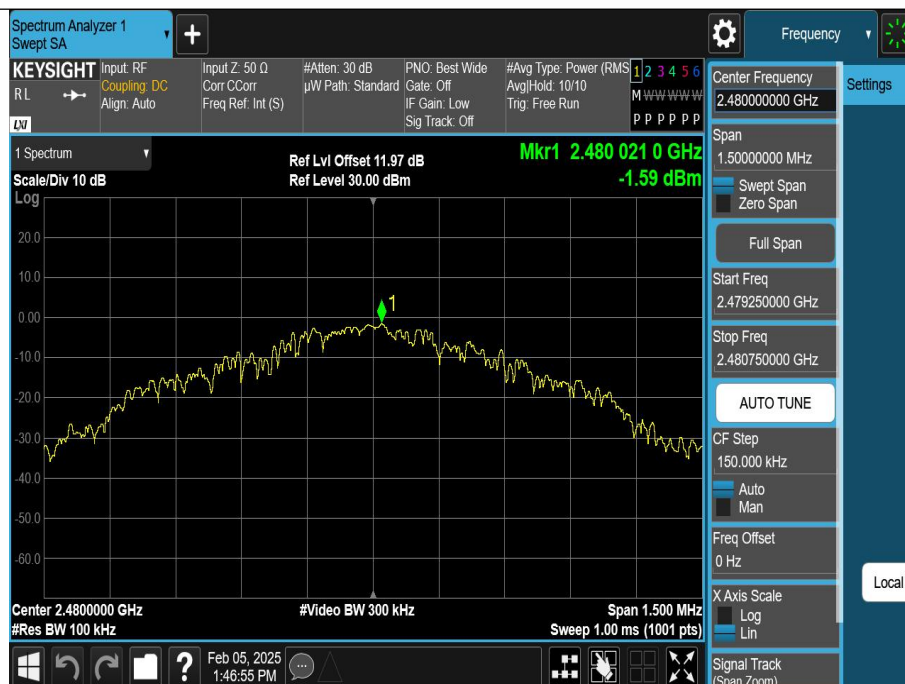 Spectrum Analyzer 1
Swept SA
+
Frequency
KEYSIGHT
R L
LXI
Input: RF
Coupling: DC
Align: Auto
Input Z: 50 Ω
Corr CCorr
Freq Ref: Int (S)
#Atten: 30 dB
µW Path: Standard
PNO: Best Wide
Gate: Off
IF Gain: Low
Sig Track: Off
#Avg Type: Power (RMS
Avg|Hold: 10/10
Trig: Free Run
1 2 3 4 5 6
M W W W W W
P P P P P P
1 Spectrum
Scale/Div 10 dB
Ref Lvl Offset 11.97 dB
Ref Level 30.00 dBm
Mkr1 2.480 021 0 GHz
-1.59 dBm
Log
20.0
10.0
0.00
-10.0
-20.0
-30.0
-40.0
-50.0
-60.0
1
Center 2.4800000 GHz
#Res BW 100 kHz
#Video BW 300 kHz
Span 1.500 MHz
Sweep 1.00 ms (1001 pts)
?
Feb 05, 2025
1:46:55 PM
Center Frequency
2.480000000 GHz
Settings
Span
1.50000000 MHz
Swept Span
Zero Span
Full Span
Start Freq
2.479250000 GHz
Stop Freq
2.480750000 GHz
AUTO TUNE
CF Step
150.000 kHz
Auto
Man
Freq Offset
0 Hz
X Axis Scale
Log
Lin
Local
Signal Track
(Span Zoom)